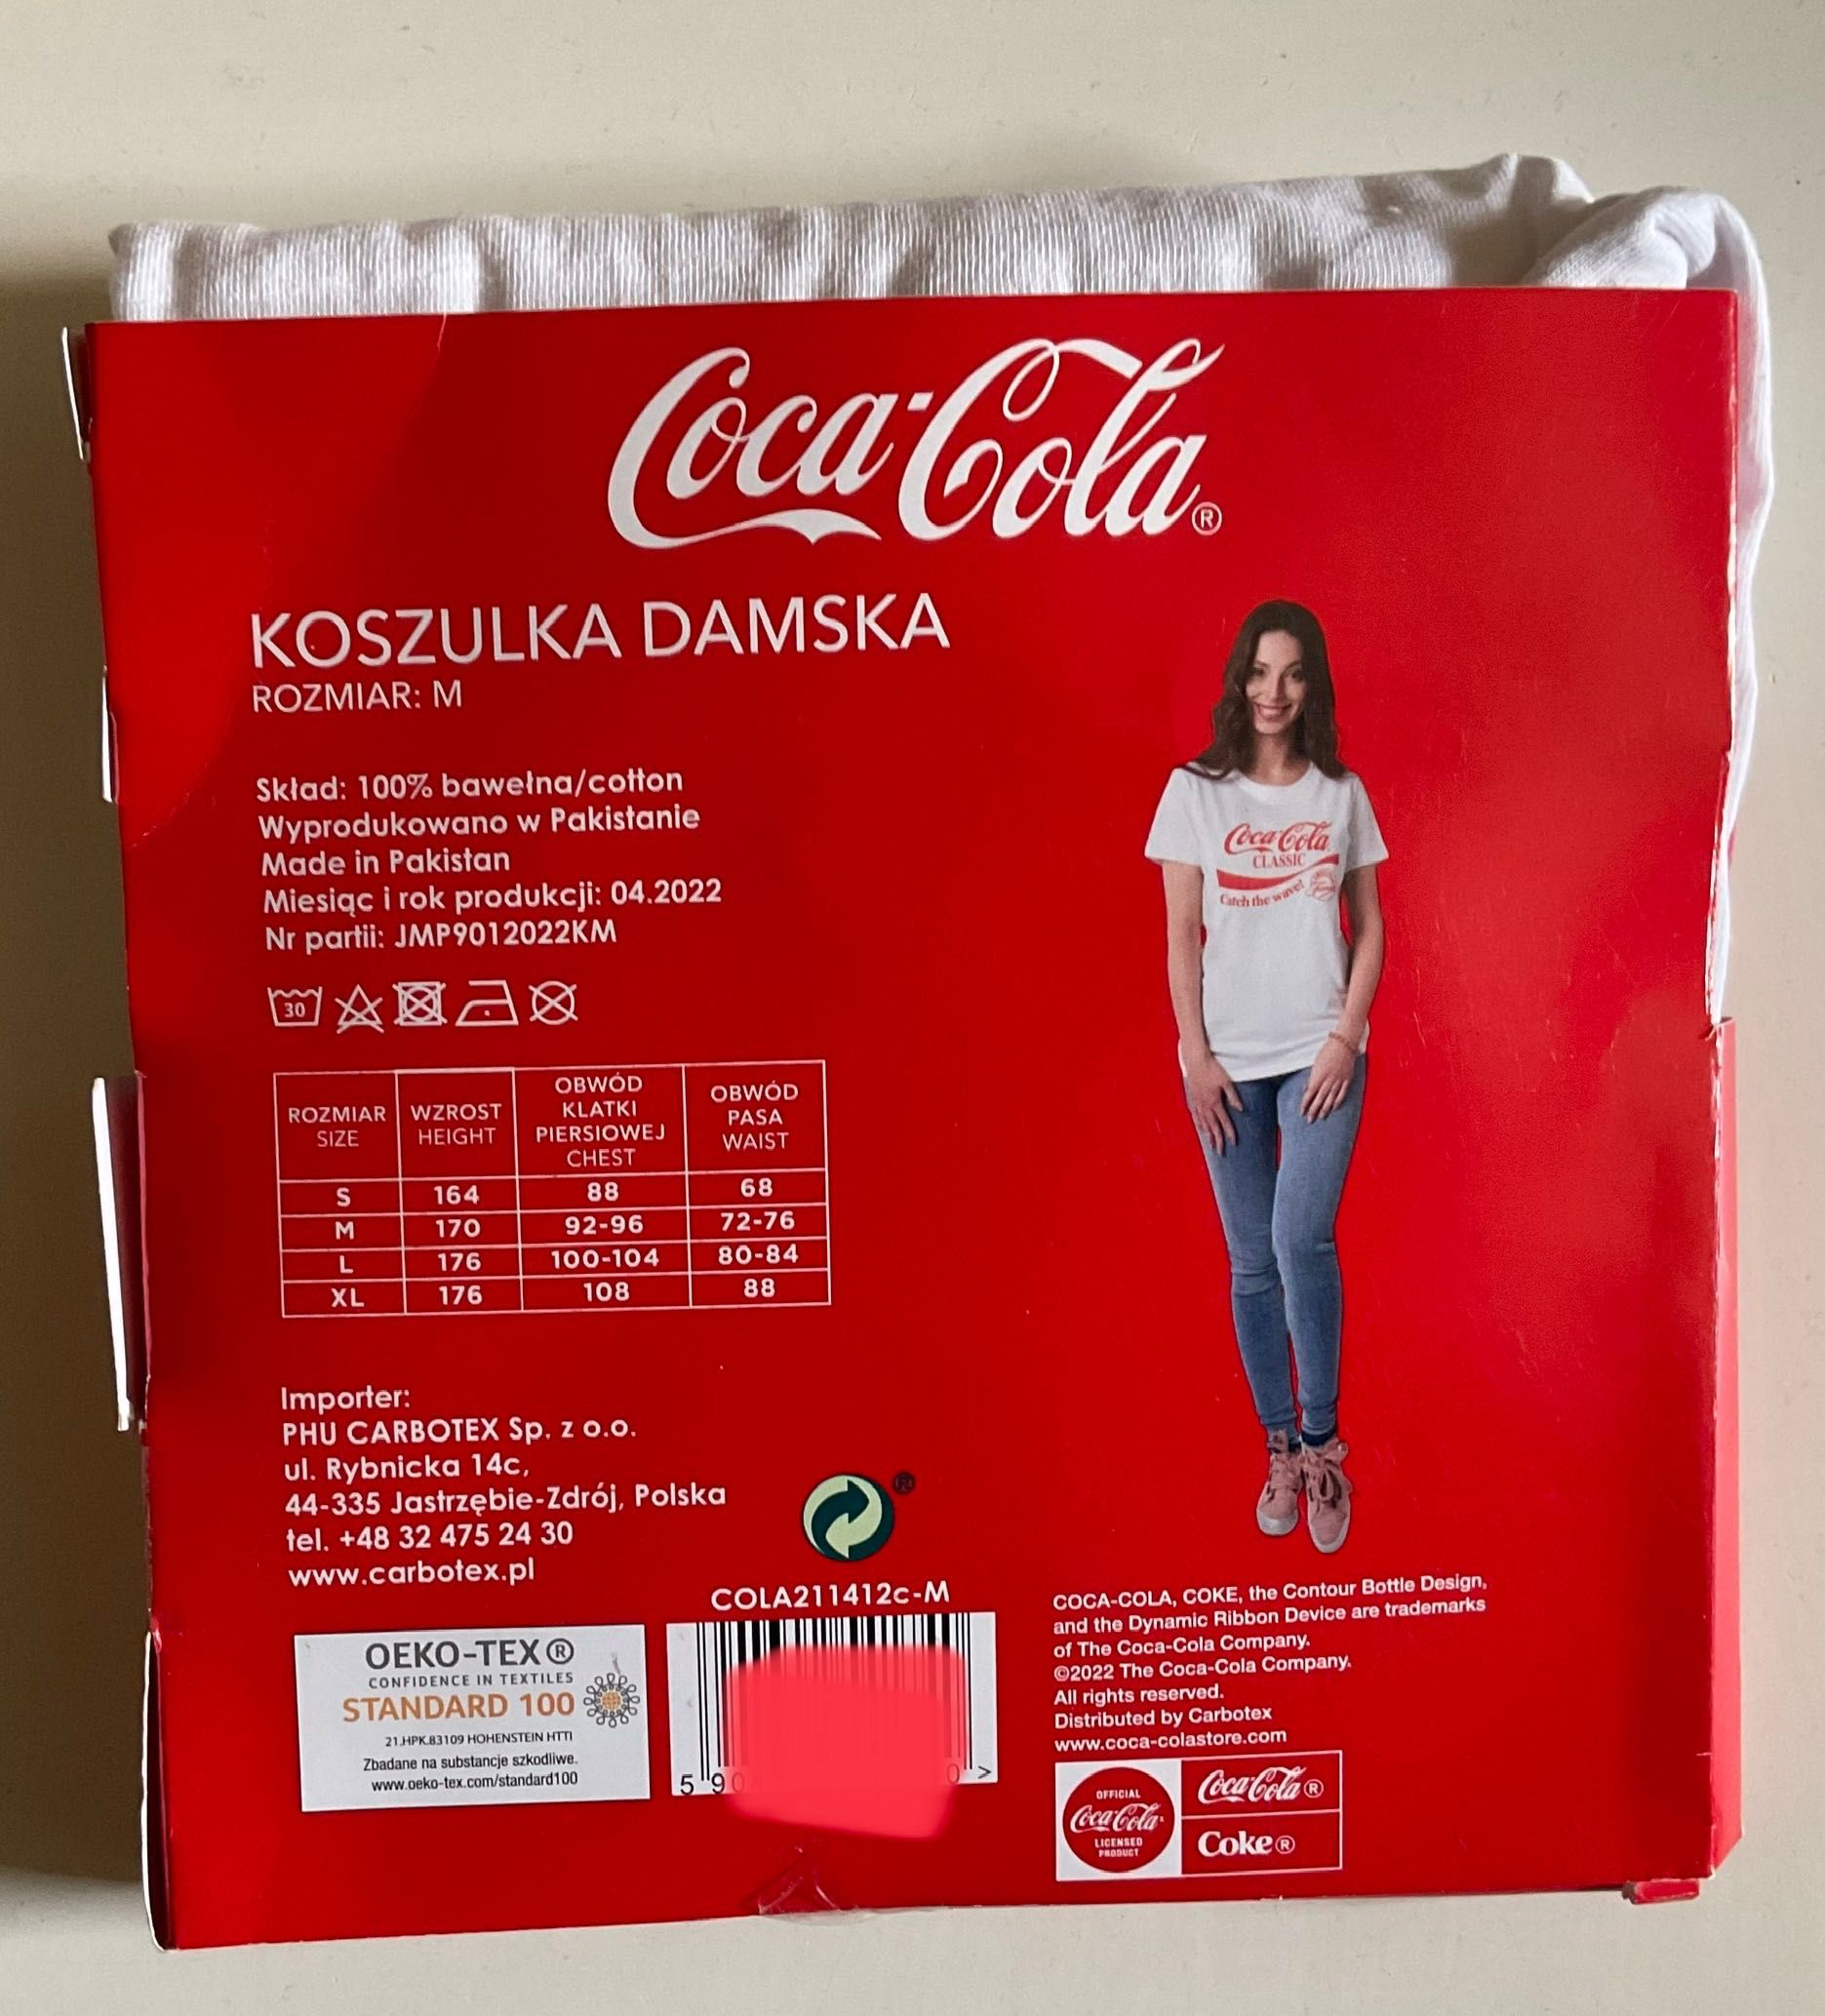 Coca-Cola®
KOSZULKA DAMSKA
ROZMIAR: M
Skład: 100% bawełna/cotton
Wyprodukowano w Pakistanie
Made in Pakistan
Miesiąc i rok produkcji: 04.2022
Nr partii: JMP9012022KM
30
ROZMIAR SIZE WZROST HEIGHT OBWÓD KLATKI PIERSIOWEJ CHEST OBWÓD PASA WAIST
S 164 88 68
M 170 92-96 72-76
L 176 100-104 80-84
XL 176 108 88
Coca-Cola
CLASSIC
Catch the wave!
Importer:
PHU CARBOTEX Sp. z o.o.
ul. Rybnicka 14c,
44-335 Jastrzębie-Zdrój, Polska
tel. +48 32 475 24 30
www.carbotex.pl
®
OEKO-TEX®
CONFIDENCE IN TEXTILES
STANDARD 100
21.HPK.83109 HOHENSTEIN HTTI
Zbadane na substancje szkodliwe.
www.oeko-tex.com/standard100
COLA211412c-M
5 90 0 >
COCA-COLA, COKE, the Contour Bottle Design,
and the Dynamic Ribbon Device are trademarks
of The Coca-Cola Company.
©2022 The Coca-Cola Company.
All rights reserved.
Distributed by Carbotex
www.coca-colastore.com
OFFICIAL
Coca-Cola
LICENSED
PRODUCT
Coca-Cola®
Coke®